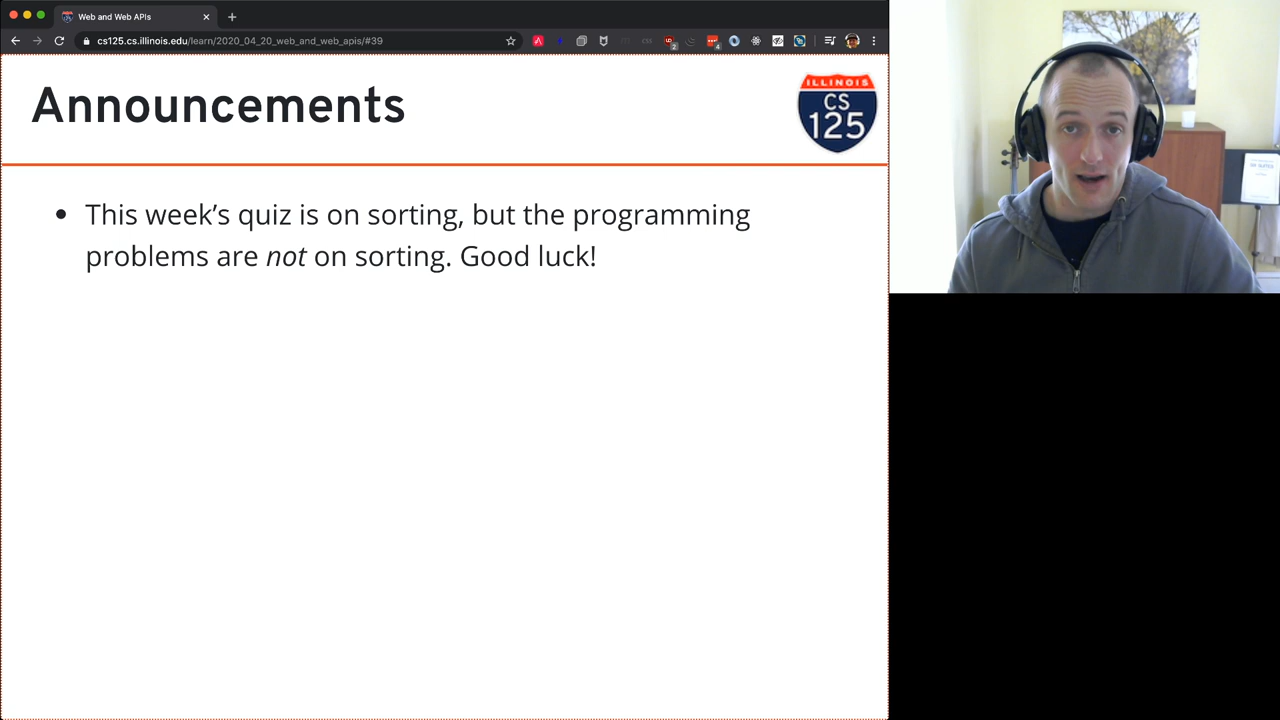 Web and Web APIs
cs125.cs.illinois.edu/learn/2020_04_20_web_and_web_apis/#39
Announcements
ILLINOIS
CS
125
• This week's quiz is on sorting, but the programming
problems are not on sorting. Good luck!